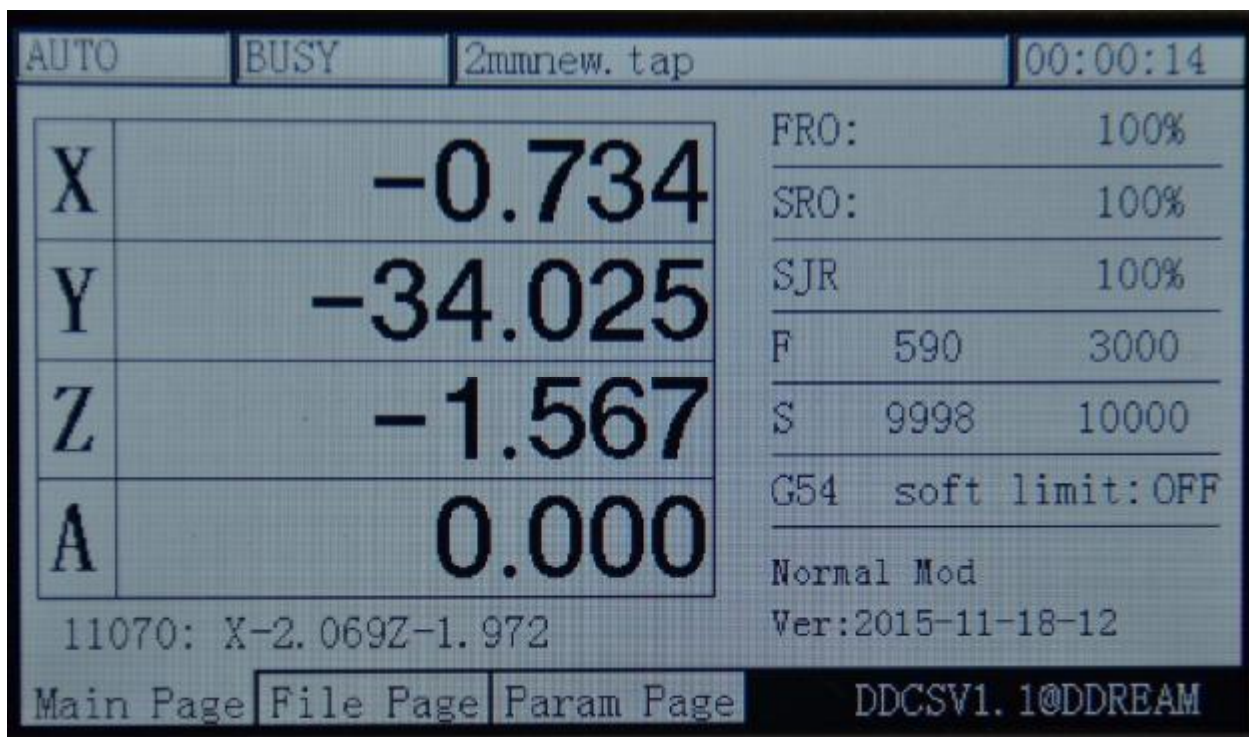 AUTO BUSY 2mmnew.tap 00:00:14
X -0.734
Y -34.025
Z -1.567
A 0.000
11070: X-2.069Z-1.972
FRO: 100%
SRO: 100%
SJR 100%
F 590 3000
S 9998 10000
G54 soft limit:OFF
Normal Mod
Ver:2015-11-18-12
Main Page File Page Param Page DDCSV1.1@DDREAM